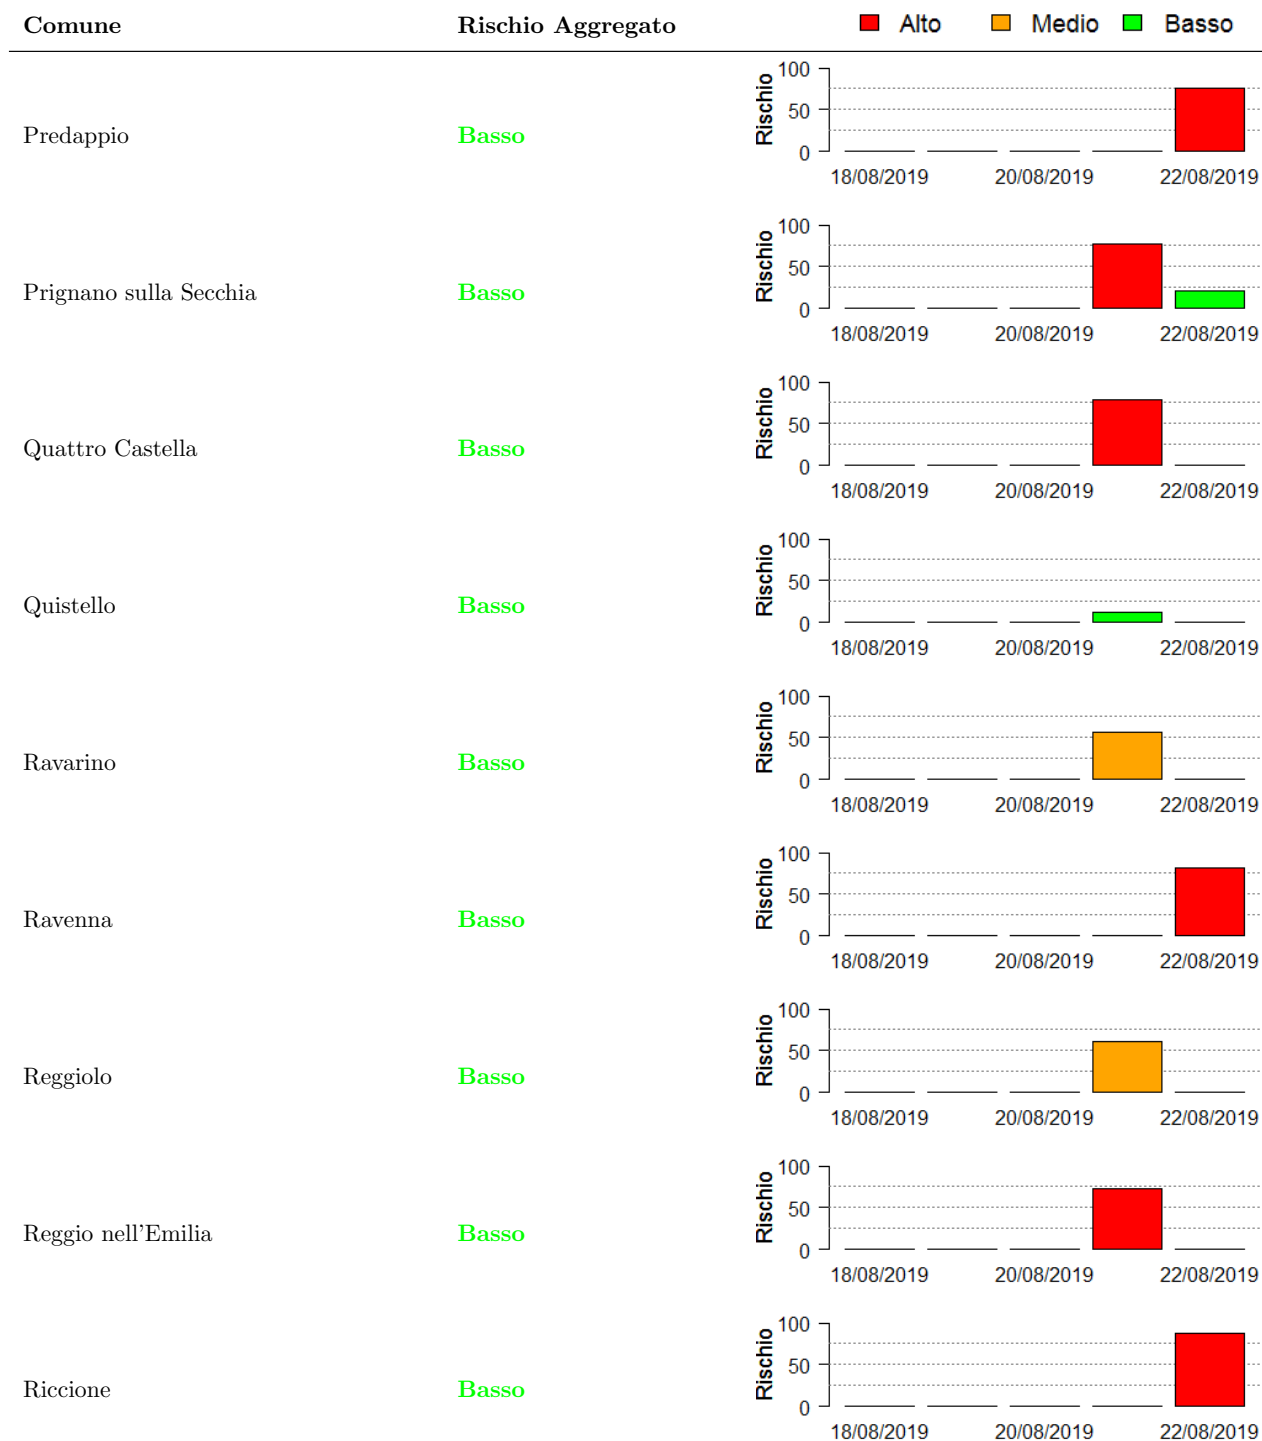 Comune Rischio Aggregato Alto Medio Basso
Predappio Basso
Rischio
100
50
0
18/08/2019 20/08/2019 22/08/2019
Prignano sulla Secchia Basso
Rischio
100
50
0
18/08/2019 20/08/2019 22/08/2019
Quattro Castella Basso
Rischio
100
50
0
18/08/2019 20/08/2019 22/08/2019
Quistello Basso
Rischio
100
50
0
18/08/2019 20/08/2019 22/08/2019
Ravarino Basso
Rischio
100
50
0
18/08/2019 20/08/2019 22/08/2019
Ravenna Basso
Rischio
100
50
0
18/08/2019 20/08/2019 22/08/2019
Reggiolo Basso
Rischio
100
50
0
18/08/2019 20/08/2019 22/08/2019
Reggio nell'Emilia Basso
Rischio
100
50
0
18/08/2019 20/08/2019 22/08/2019
Riccione Basso
Rischio
100
50
0
18/08/2019 20/08/2019 22/08/2019